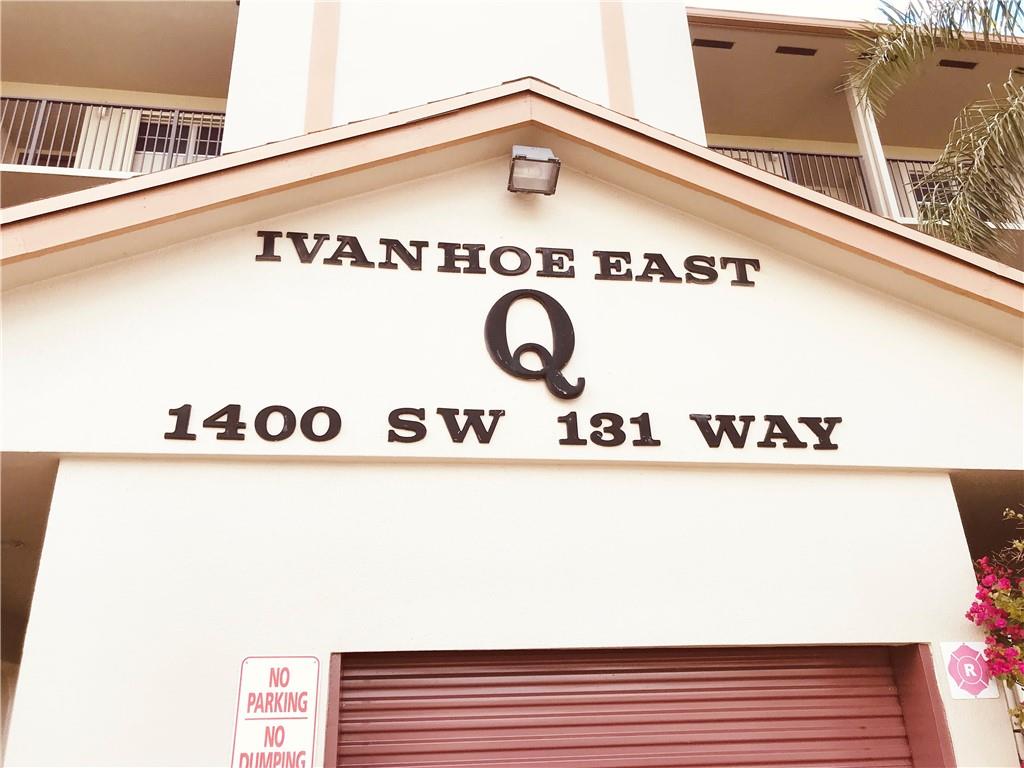 IVANHOE EAST
Q
1400 SW 131 WAY
NO
PARKING
NO
DUMPING
R